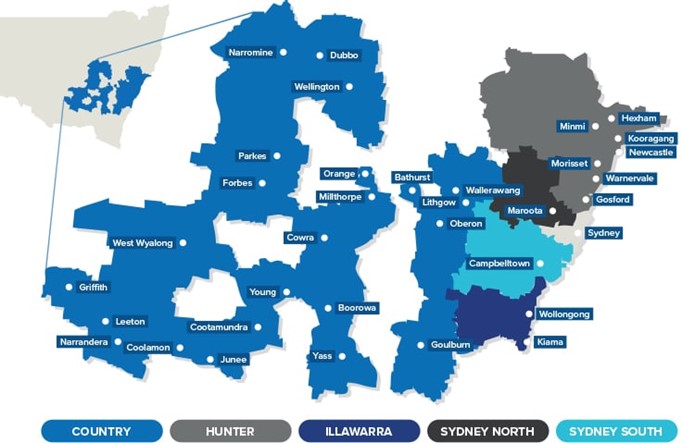 Narromine
Dubbo
Wellington
Hexham
Minmi
Kooragang
Newcastle
Parkes
Morisset
Orange
Bathurst
Warnervale
Forbes
Wallerawang
Millthorpe
Lithgow
Gosford
Maroota
Oberon
Sydney
Cowra
West Wyalong
Campbelltown
Griffith
Young
Boorowa
Wollongong
Leeton
Cootamundra
Narrandera
Kiama
Coolamon
Goulburn
Yass
Junee
COUNTRY
HUNTER
ILLAWARRA
SYDNEY NORTH
SYDNEY SOUTH